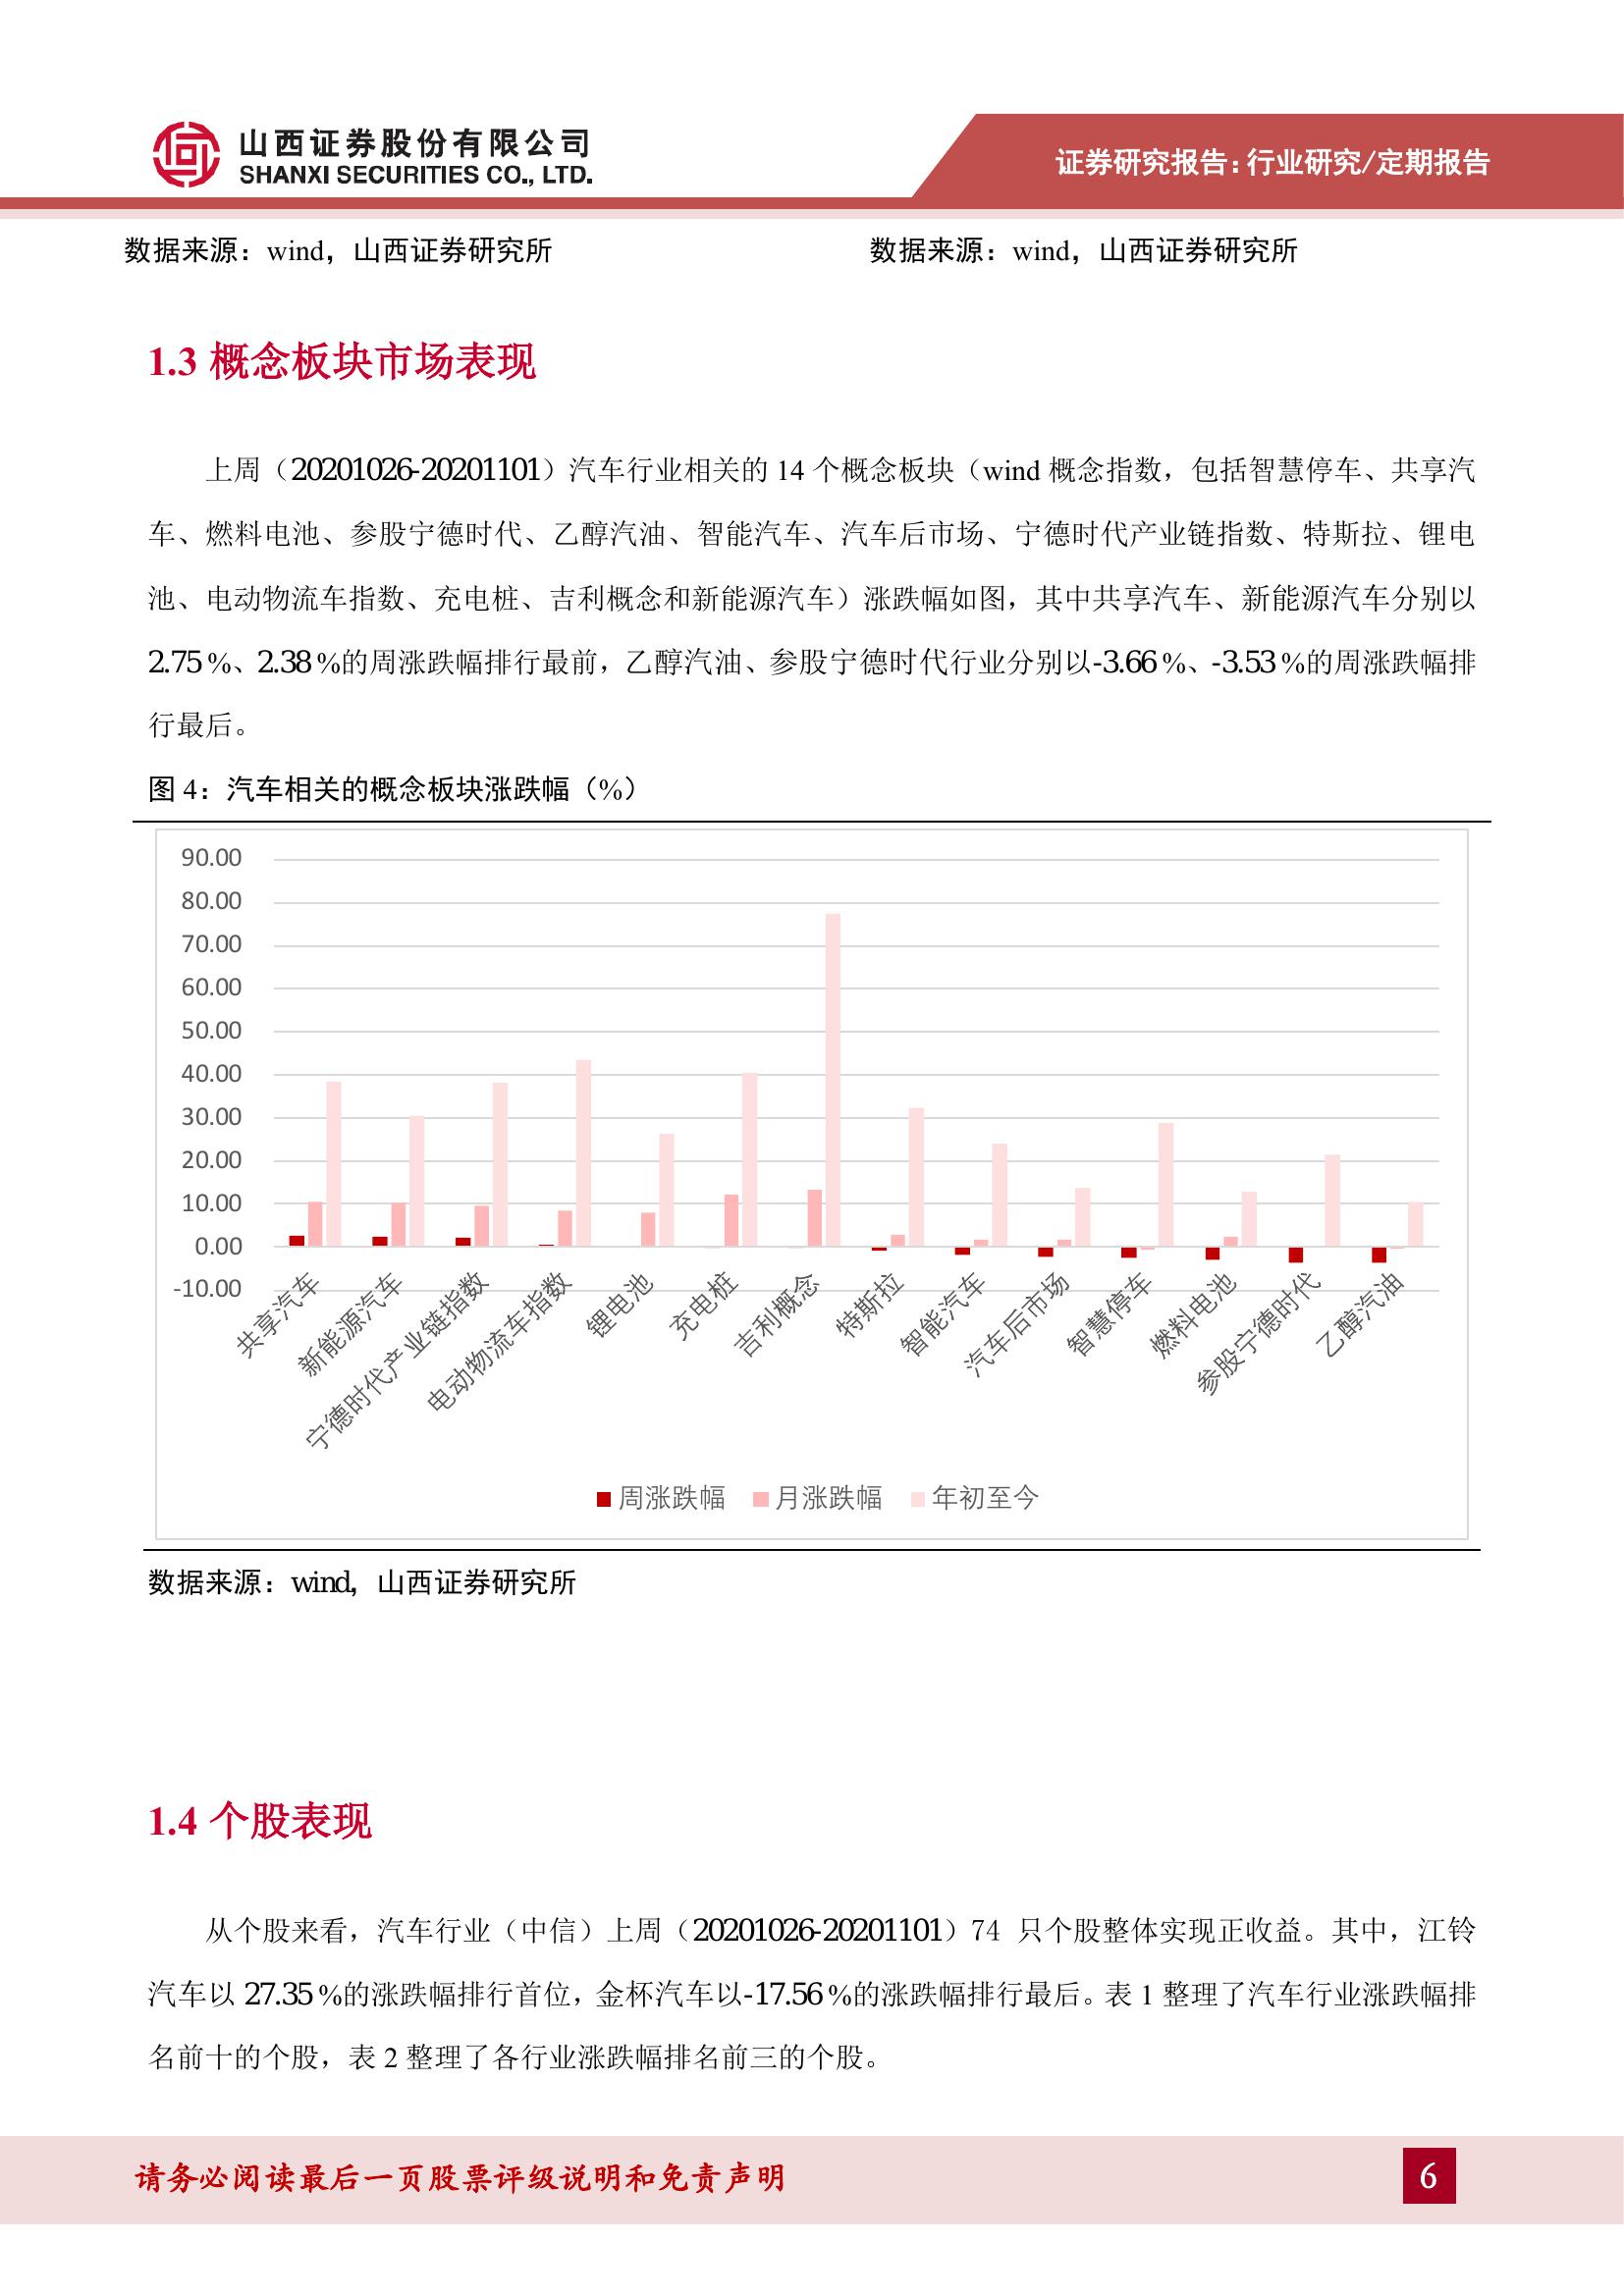 山西证券股份有限公司
SHANXI SECURITIES CO., LTD.
证券研究报告:行业研究/定期报告
数据来源：wind，山西证券研究所
数据来源：wind，山西证券研究所
1.3 概念板块市场表现
上周（20201026-20201101）汽车行业相关的 14 个概念板块（wind 概念指数，包括智慧停车、共享汽
车、燃料电池、参股宁德时代、乙醇汽油、智能汽车、汽车后市场、宁德时代产业链指数、特斯拉、锂电
池、电动物流车指数、充电桩、吉利概念和新能源汽车）涨跌幅如图，其中共享汽车、新能源汽车分别以
2.75 %、2.38 %的周涨跌幅排行最前，乙醇汽油、参股宁德时代行业分别以-3.66 %、-3.53 %的周涨跌幅排
行最后。
图 4：汽车相关的概念板块涨跌幅（%）
90.00
80.00
70.00
60.00
50.00
40.00
30.00
20.00
10.00
0.00
-10.00
共享汽车
新能源汽车
宁德时代产业链指数
电动物流车指数
锂电池
充电桩
吉利概念
特斯拉
智能汽车
汽车后市场
智慧停车
燃料电池
参股宁德时代
乙醇汽油
周涨跌幅 月涨跌幅 年初至今
数据来源：wind，山西证券研究所
1.4 个股表现
从个股来看，汽车行业（中信）上周（20201026-20201101）74 只个股整体实现正收益。其中，江铃
汽车以 27.35 %的涨跌幅排行首位，金杯汽车以-17.56 %的涨跌幅排行最后。表 1 整理了汽车行业涨跌幅排
名前十的个股，表 2 整理了各行业涨跌幅排名前三的个股。
请务必阅读最后一页股票评级说明和免责声明
6